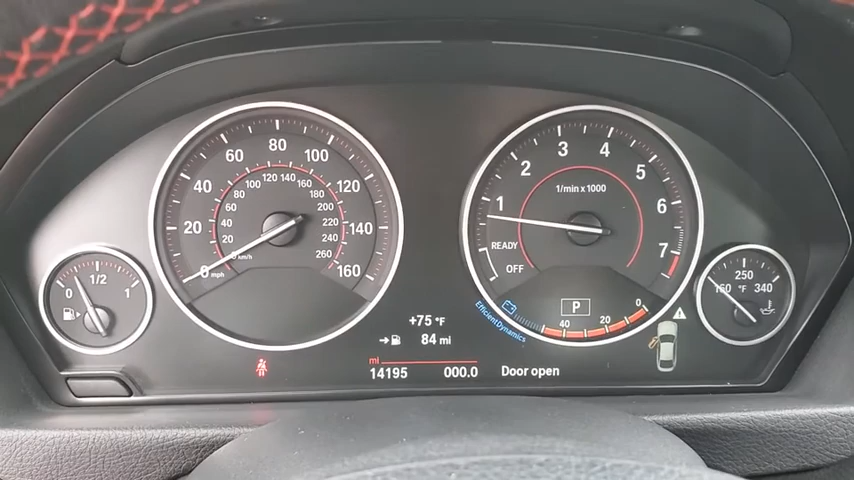 0 1/2 1
0 20 40 60 80 100 120 140 160
mph
20 40 60 80 100 120 140 160 180 200 220 240 260
km/h
1 2 3 4 5 6 7
1/min x 1000
READY
OFF
P
40 20 0
EfficientDynamics
160 250 340
°F
+75 °F
84 mi
mi
14195 000.0 Door open